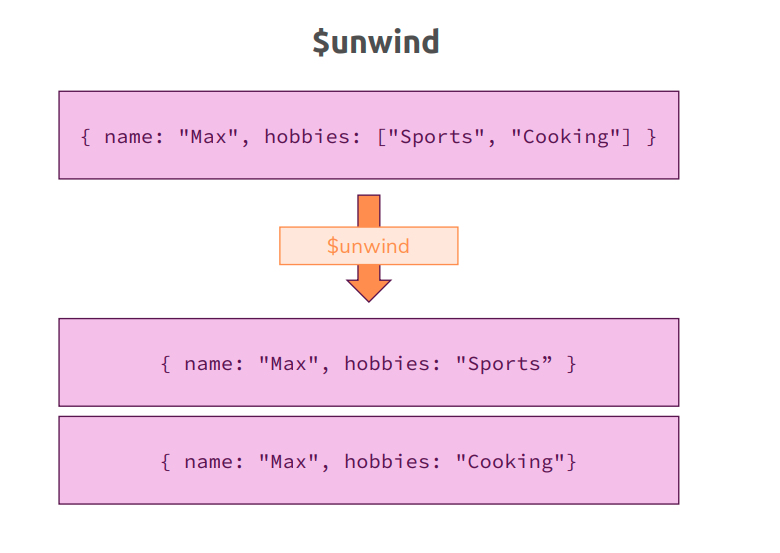 $unwind
{ name: "Max", hobbies: ["Sports", "Cooking"] }
$unwind
{ name: "Max", hobbies: "Sports” }
{ name: "Max", hobbies: "Cooking"}